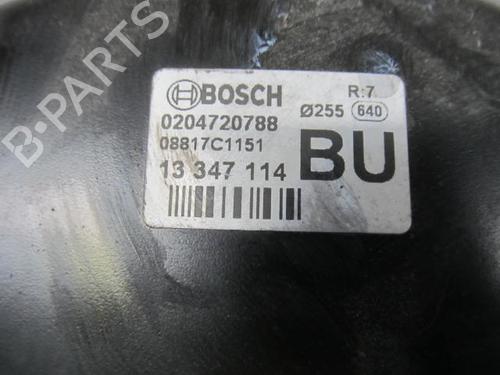 B-PARTS
BOSCH
R:7
0204720788
Ø255 640
08817C1151
13 347 114
BU